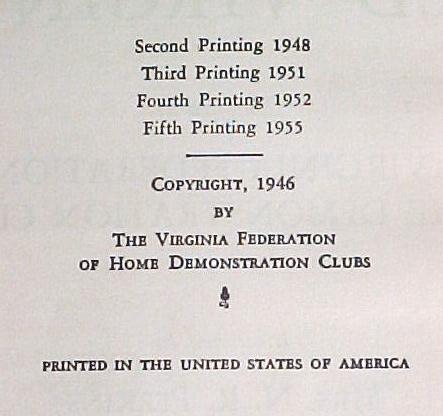 Second Printing 1948
Third Printing 1951
Fourth Printing 1952
Fifth Printing 1955
COPYRIGHT, 1946
BY
THE VIRGINIA FEDERATION
OF HOME DEMONSTRATION CLUBS
PRINTED IN THE UNITED STATES OF AMERICA